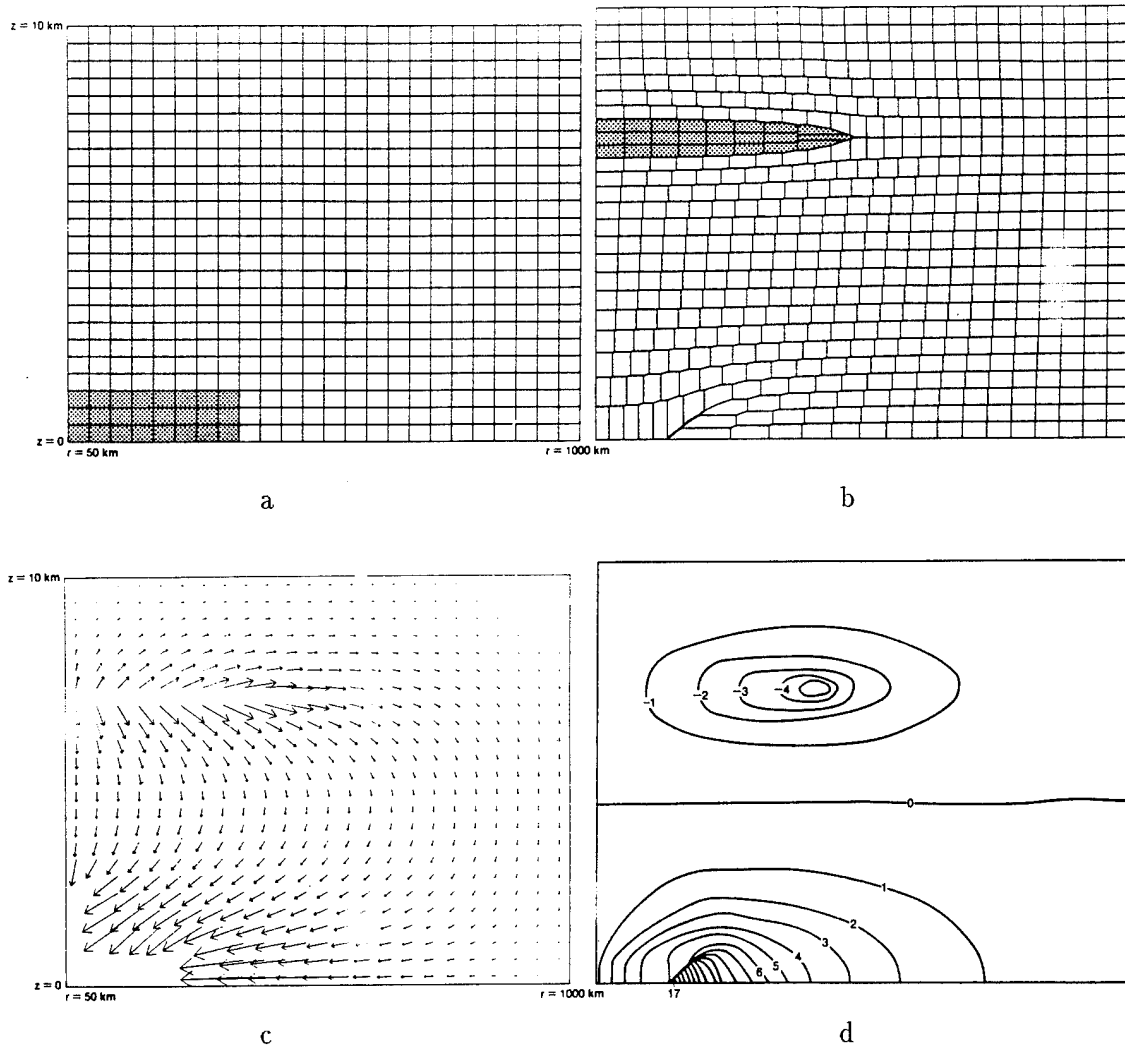 z = 10 km
z = 0
r = 50 km
r = 1000 km
a
b
z = 10 km
z = 0
r = 50 km
r = 1000 km
−1
−2
−3
−4
0
1
2
3
4
5
6
17
c
d